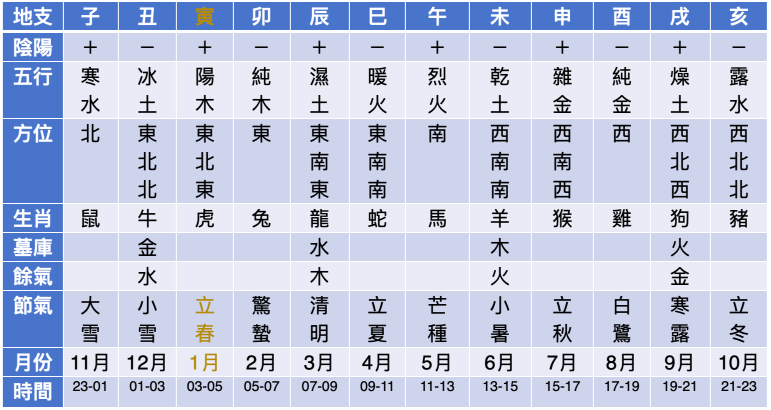 地支 子 丑 寅 卯 辰 巳 午 未 申 酉 戌 亥
陰陽 + − + − + − + − + − + −
五行 寒 冰 陽 純 濕 暖 烈 乾 雜 純 燥 露
水 土 木 木 土 火 火 土 金 金 土 水
方位 北 東 東 東 東 東 南 西 西 西 西 西
北 北 南 南 南 南 北 北
北 東 東 南 南 西 西 北
生肖 鼠 牛 虎 兔 龍 蛇 馬 羊 猴 雞 狗 豬
墓庫 金 水 木 火
餘氣 水 木 火 金
節氣 大 小 立 驚 清 立 芒 小 立 白 寒 立
雪 雪 春 蟄 明 夏 種 暑 秋 鷺 露 冬
月份 11月 12月 1月 2月 3月 4月 5月 6月 7月 8月 9月 10月
時間 23-01 01-03 03-05 05-07 07-09 09-11 11-13 13-15 15-17 17-19 19-21 21-23